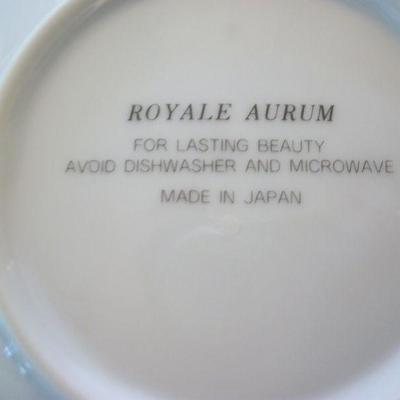 ROYALE AURUM
FOR LASTING BEAUTY
AVOID DISHWASHER AND MICROWAVE
MADE IN JAPAN